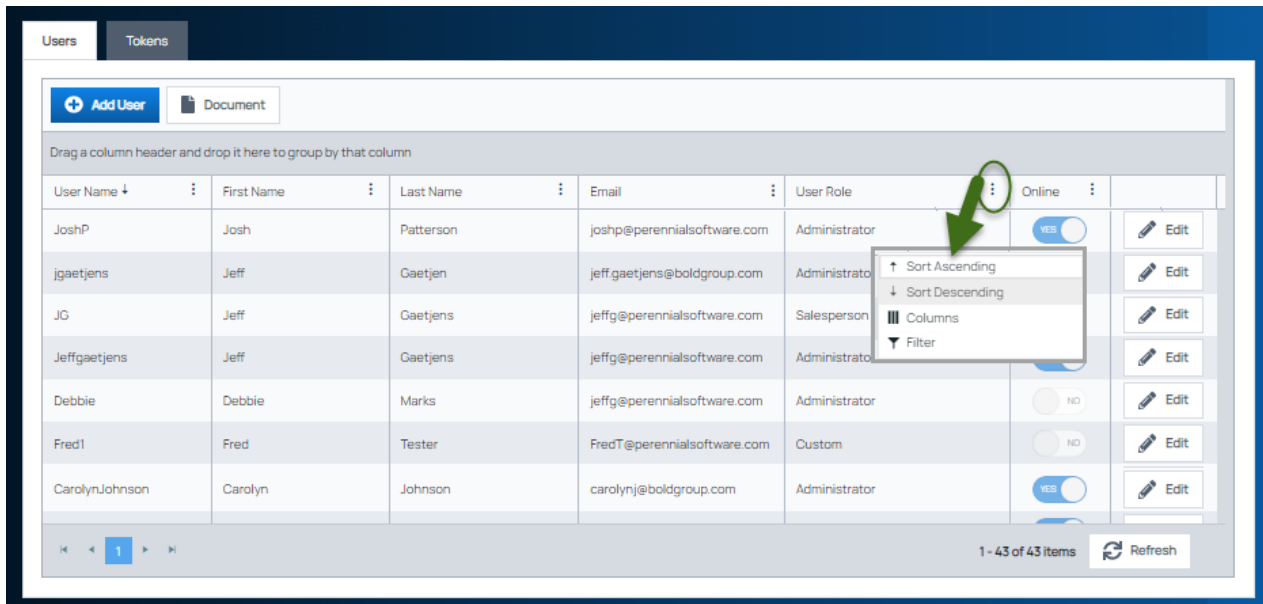 Users Tokens
Add User Document
Drag a column header and drop it here to group by that column
User Name First Name Last Name Email User Role Online
JoshP Josh Patterson joshp@perennialsoftware.com Administrator YES Edit
jgaetjens Jeff Gaetjen jeff.gaetjens@boldgroup.com Administrato Edit
JG Jeff Gaetjens jeffg@perennialsoftware.com Salesperson Edit
Jeffgaetjens Jeff Gaetjens jeffg@perennialsoftware.com Administrato Edit
Sort Ascending
Sort Descending
Columns
Filter
Debbie Debbie Marks jeffg@perennialsoftware.com Administrator NO Edit
Fred1 Fred Tester FredT@perennialsoftware.com Custom NO Edit
CarolynJohnson Carolyn Johnson carolynj@boldgroup.com Administrator YES Edit
1 1 - 43 of 43 items Refresh